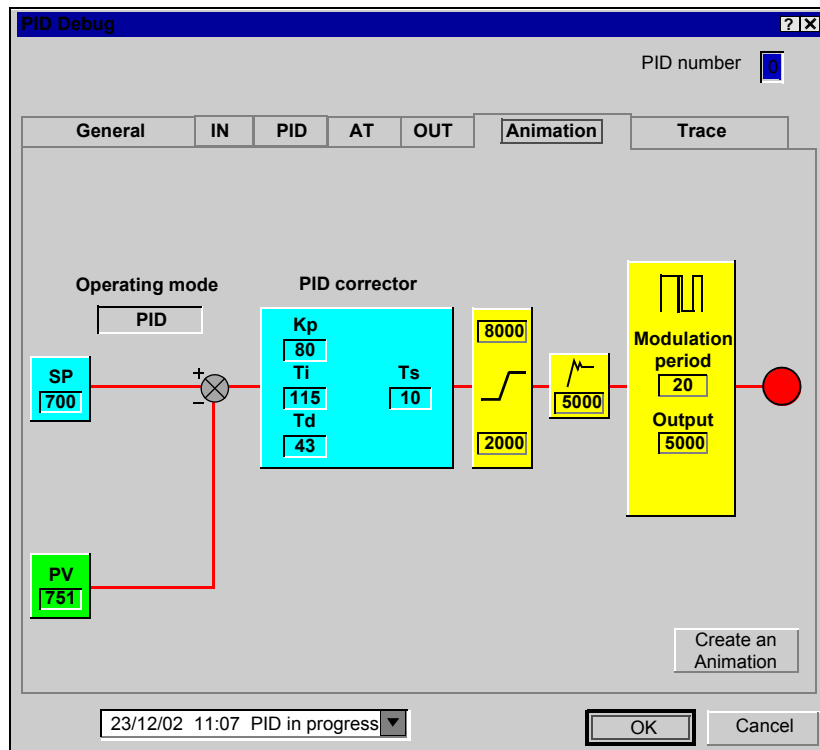 PID Debug
? X
PID number 0
General IN PID AT OUT Animation Trace
Operating mode
PID
PID corrector
Kp
80
Ti
115
Td
43
Ts
10
SP
700
+
−
PV
751
8000
2000
5000
Modulation
period
20
Output
5000
Create an
Animation
23/12/02 11:07 PID in progress
OK Cancel